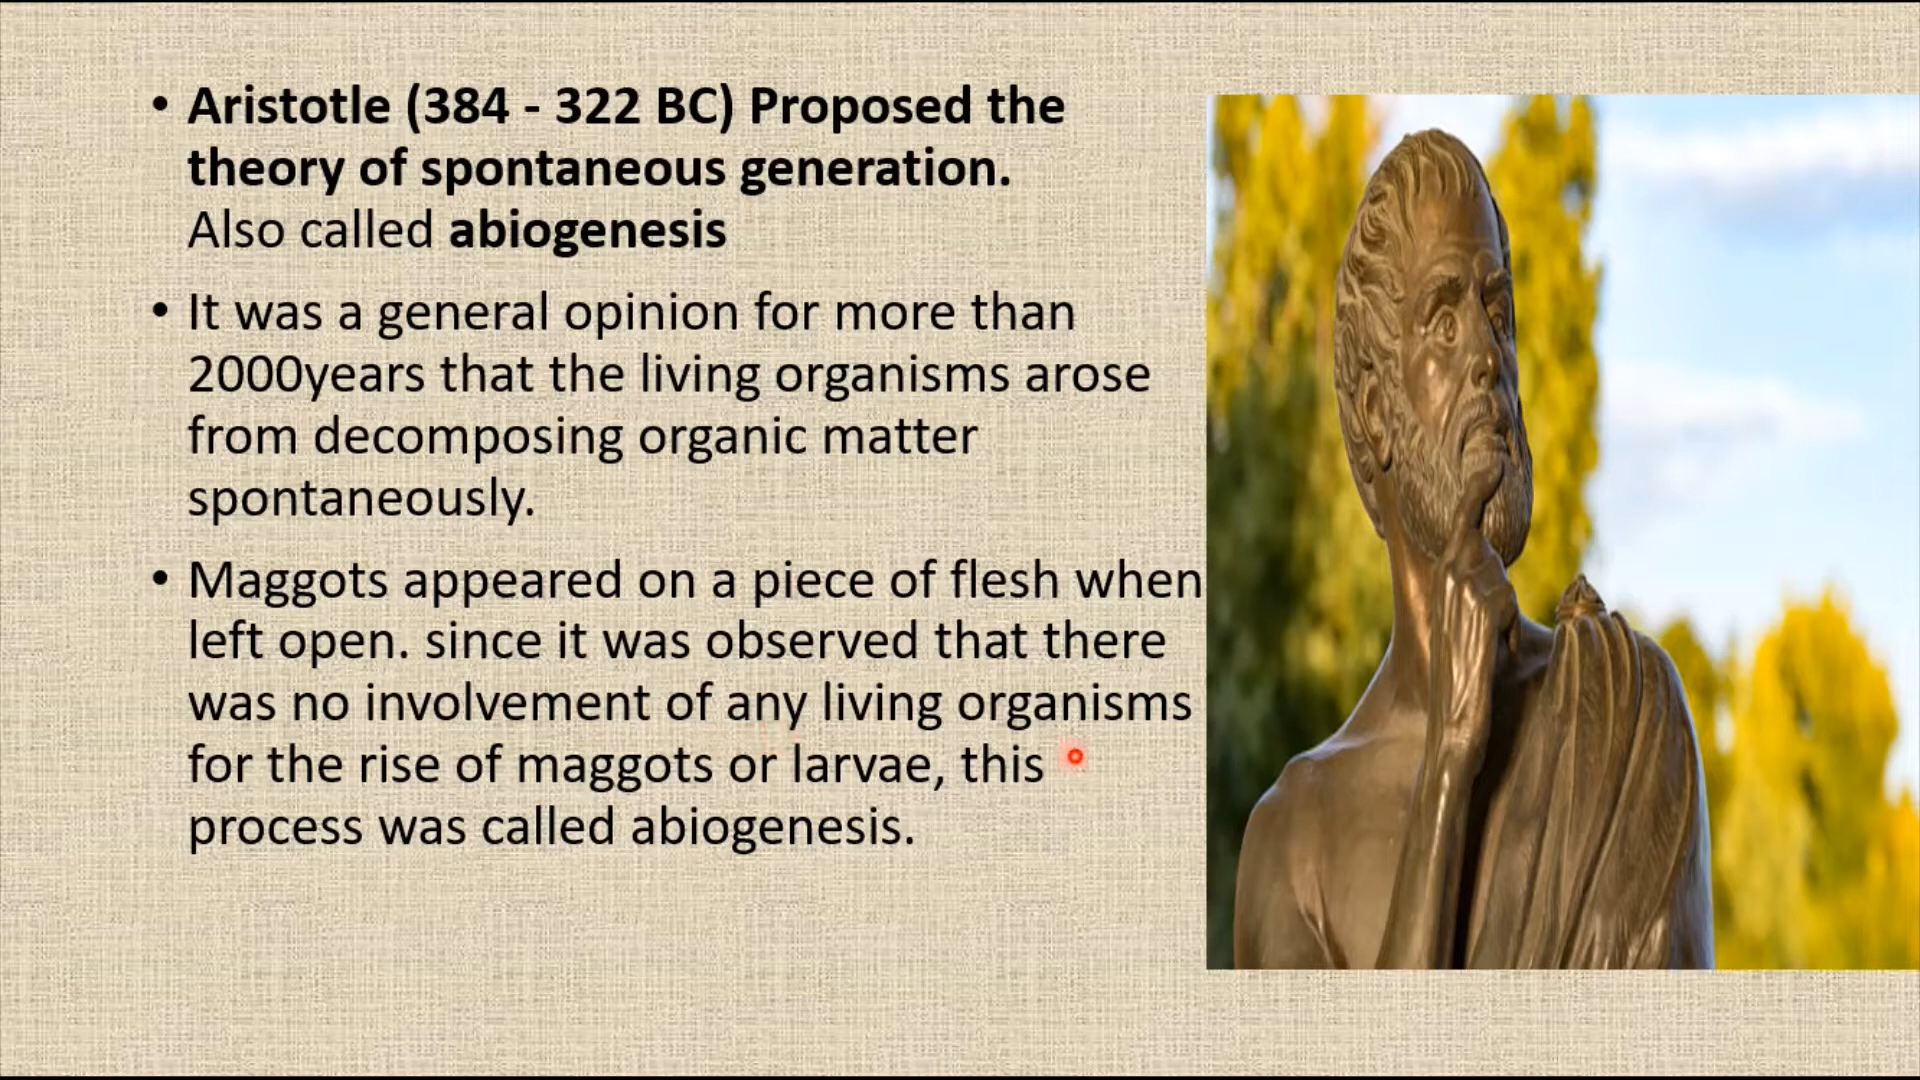 • Aristotle (384 - 322 BC) Proposed the
theory of spontaneous generation.
Also called abiogenesis
• It was a general opinion for more than
2000years that the living organisms arose
from decomposing organic matter
spontaneously.
• Maggots appeared on a piece of flesh when
left open. since it was observed that there
was no involvement of any living organisms
for the rise of maggots or larvae, this
process was called abiogenesis.